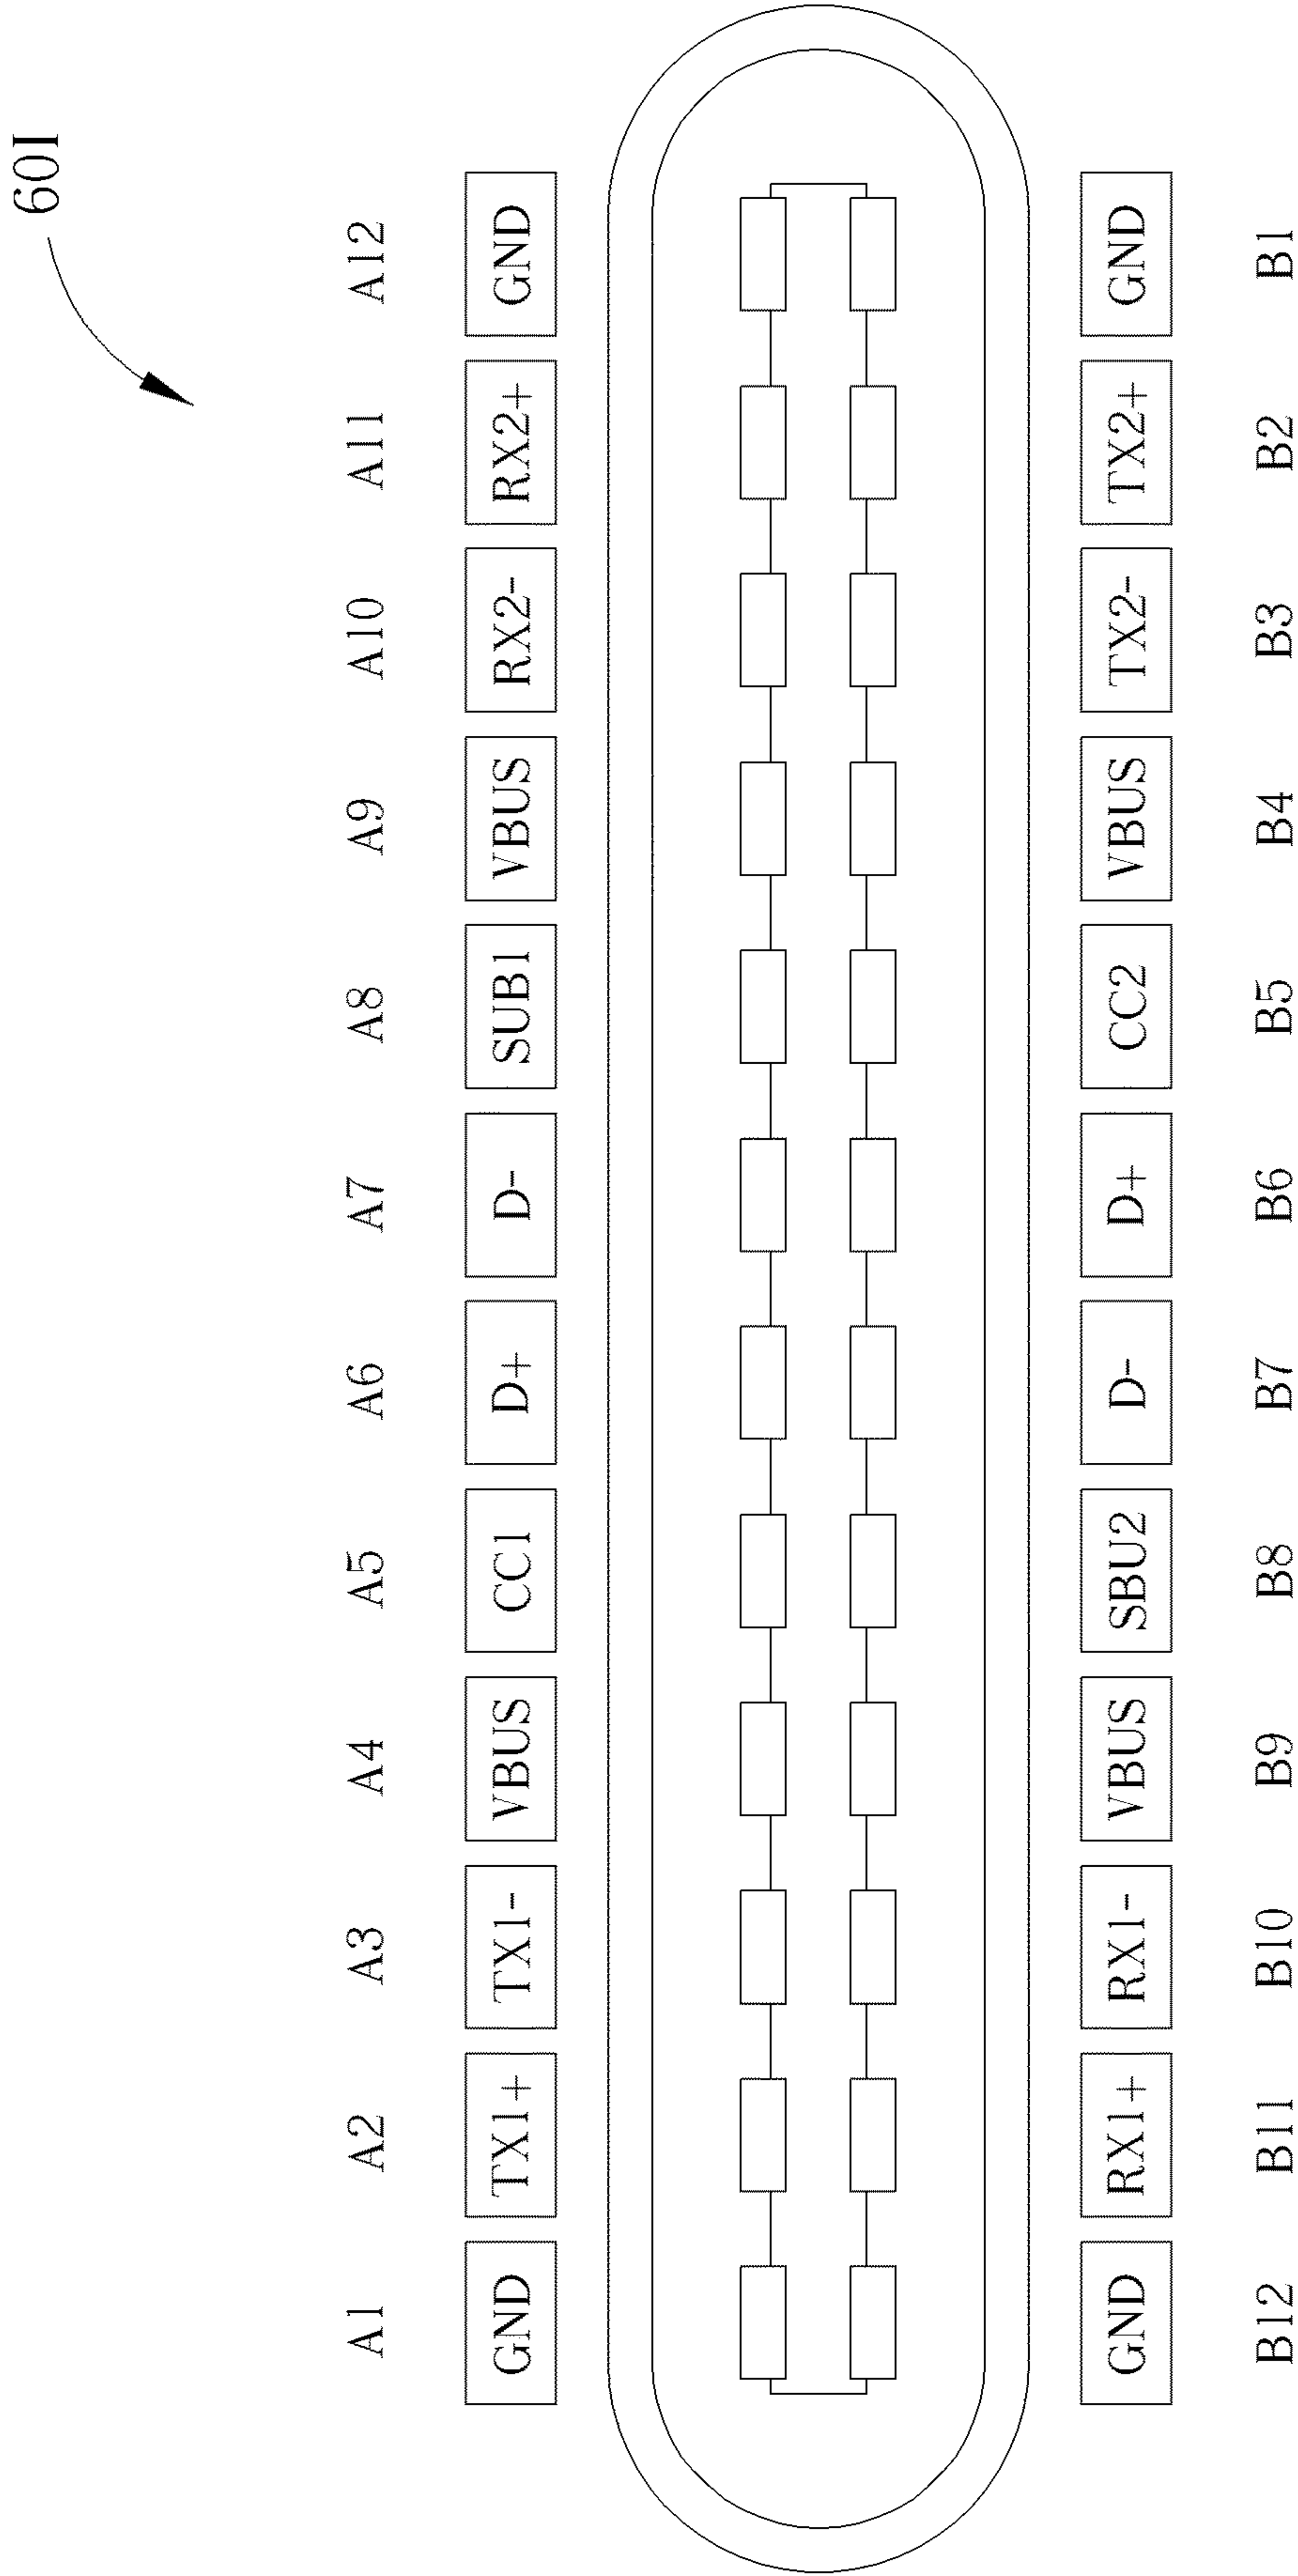 60I
A1 A2 A3 A4 A5 A6 A7 A8 A9 A10 A11 A12
GND TX1+ TX1- VBUS CC1 D+ D- SUB1 VBUS RX2- RX2+ GND
GND RX1+ RX1- VBUS SBU2 D- D+ CC2 VBUS TX2- TX2+ GND
B12 B11 B10 B9 B8 B7 B6 B5 B4 B3 B2 B1